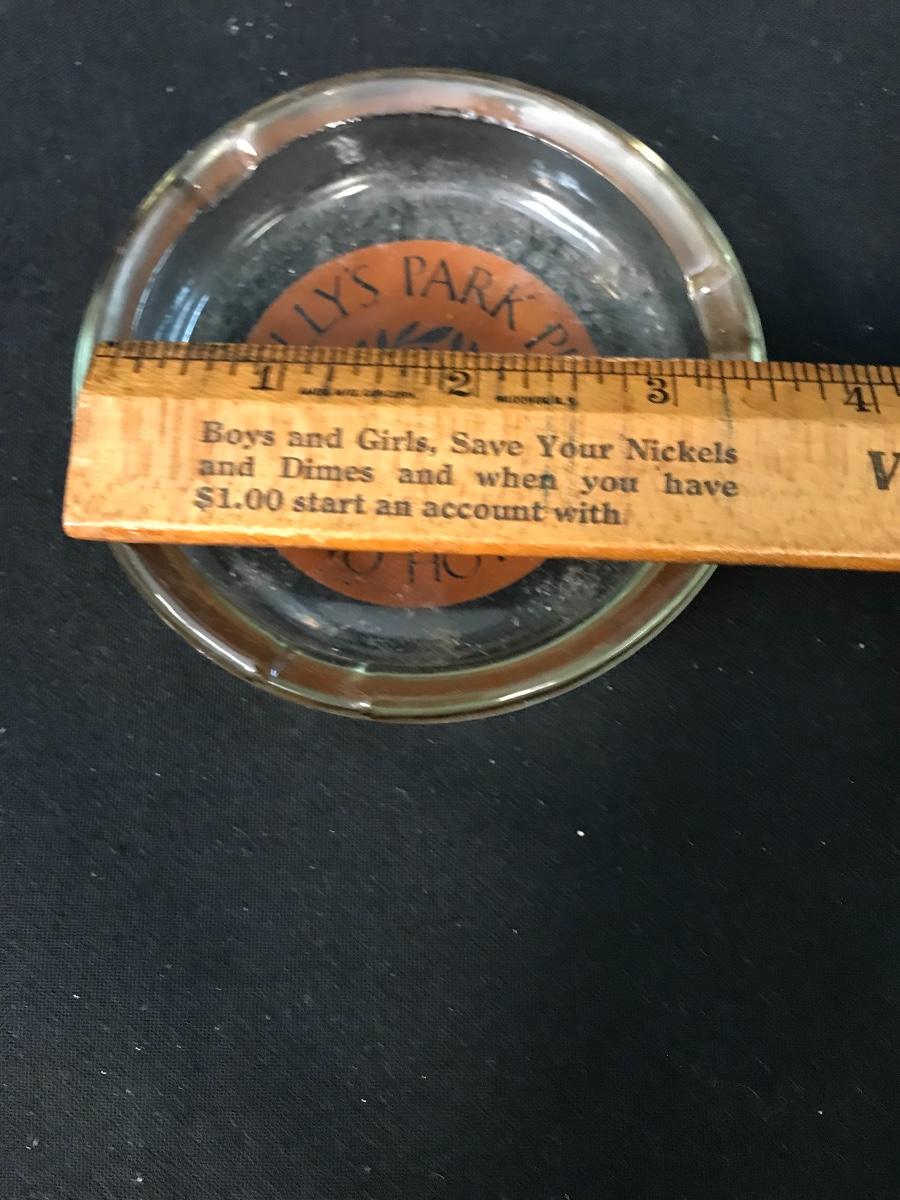 LLY'S PARK
1 2 3 4
Boys and Girls, Save Your Nickels
and Dimes and when you have
$1.00 start an account with
V